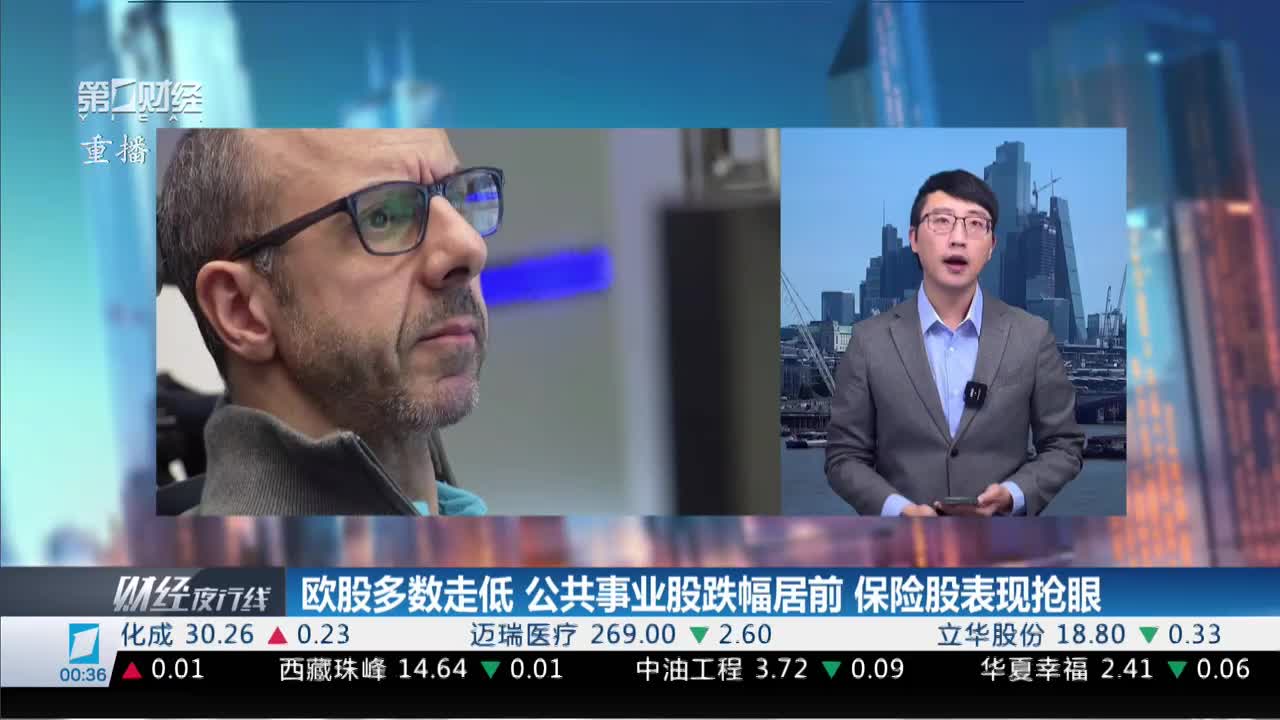 第一财经
YICAI
重播
财经夜行线
欧股多数走低 公共事业股跌幅居前 保险股表现抢眼
化成 30.26 ▲ 0.23 迈瑞医疗 269.00 ▼ 2.60 立华股份 18.80 ▼ 0.33
00:36
▲ 0.01 西藏珠峰 14.64 ▼ 0.01 中油工程 3.72 ▼ 0.09 华夏幸福 2.41 ▼ 0.06